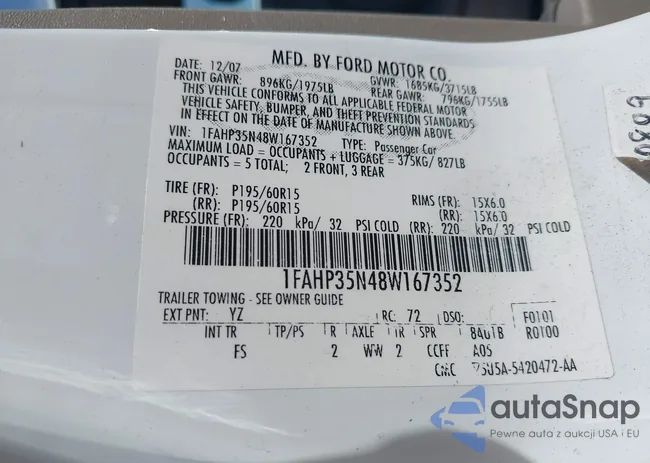 MFD. BY FORD MOTOR CO.
DATE: 12/07 GVWR: 1685KG/3715LB
FRONT GAWR: 896KG/1975LB REAR GAWR: 796KG/1755LB
THIS VEHICLE CONFORMS TO ALL APPLICABLE FEDERAL MOTOR
VEHICLE SAFETY, BUMPER, AND THEFT PREVENTION STANDARDS
IN EFFECT ON THE DATE OF MANUFACTURE SHOWN ABOVE.
VIN: 1FAHP35N48W167352 TYPE: Passenger Car
MAXIMUM LOAD = OCCUPANTS + LUGGAGE = 375KG/ 827LB
OCCUPANTS = 5 TOTAL; 2 FRONT, 3 REAR
TIRE (FR): P195/60R15 RIMS (FR): 15X6.0
(RR): P195/60R15 (RR): 15X6.0
PRESSURE (FR): 220 kPa/ 32 PSI COLD (RR): 220 kPa/ 32 PSI COLD
1FAHP35N48W167352
TRAILER TOWING - SEE OWNER GUIDE
EXT PNT: YZ RC: 72 DSO: F0101
INT TR TP/PS R AXLE TR SPR R0100
FS 2 WW 2 CCFF A05
5U5A-5420472-AA
autaSnap
Pewne auta z aukcji USA i EU